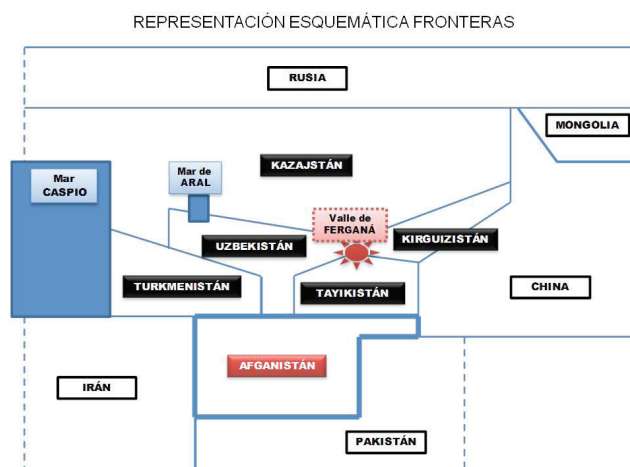 REPRESENTACIÓN ESQUEMÁTICA FRONTERAS
RUSIA
MONGOLIA
KAZAJSTÁN
Mar
CASPIO
Mar de
ARAL
Valle de
FERGANÁ
UZBEKISTÁN
KIRGUIZISTÁN
TURKMENISTÁN
TAYIKISTÁN
CHINA
AFGANISTÁN
IRÁN
PAKISTÁN